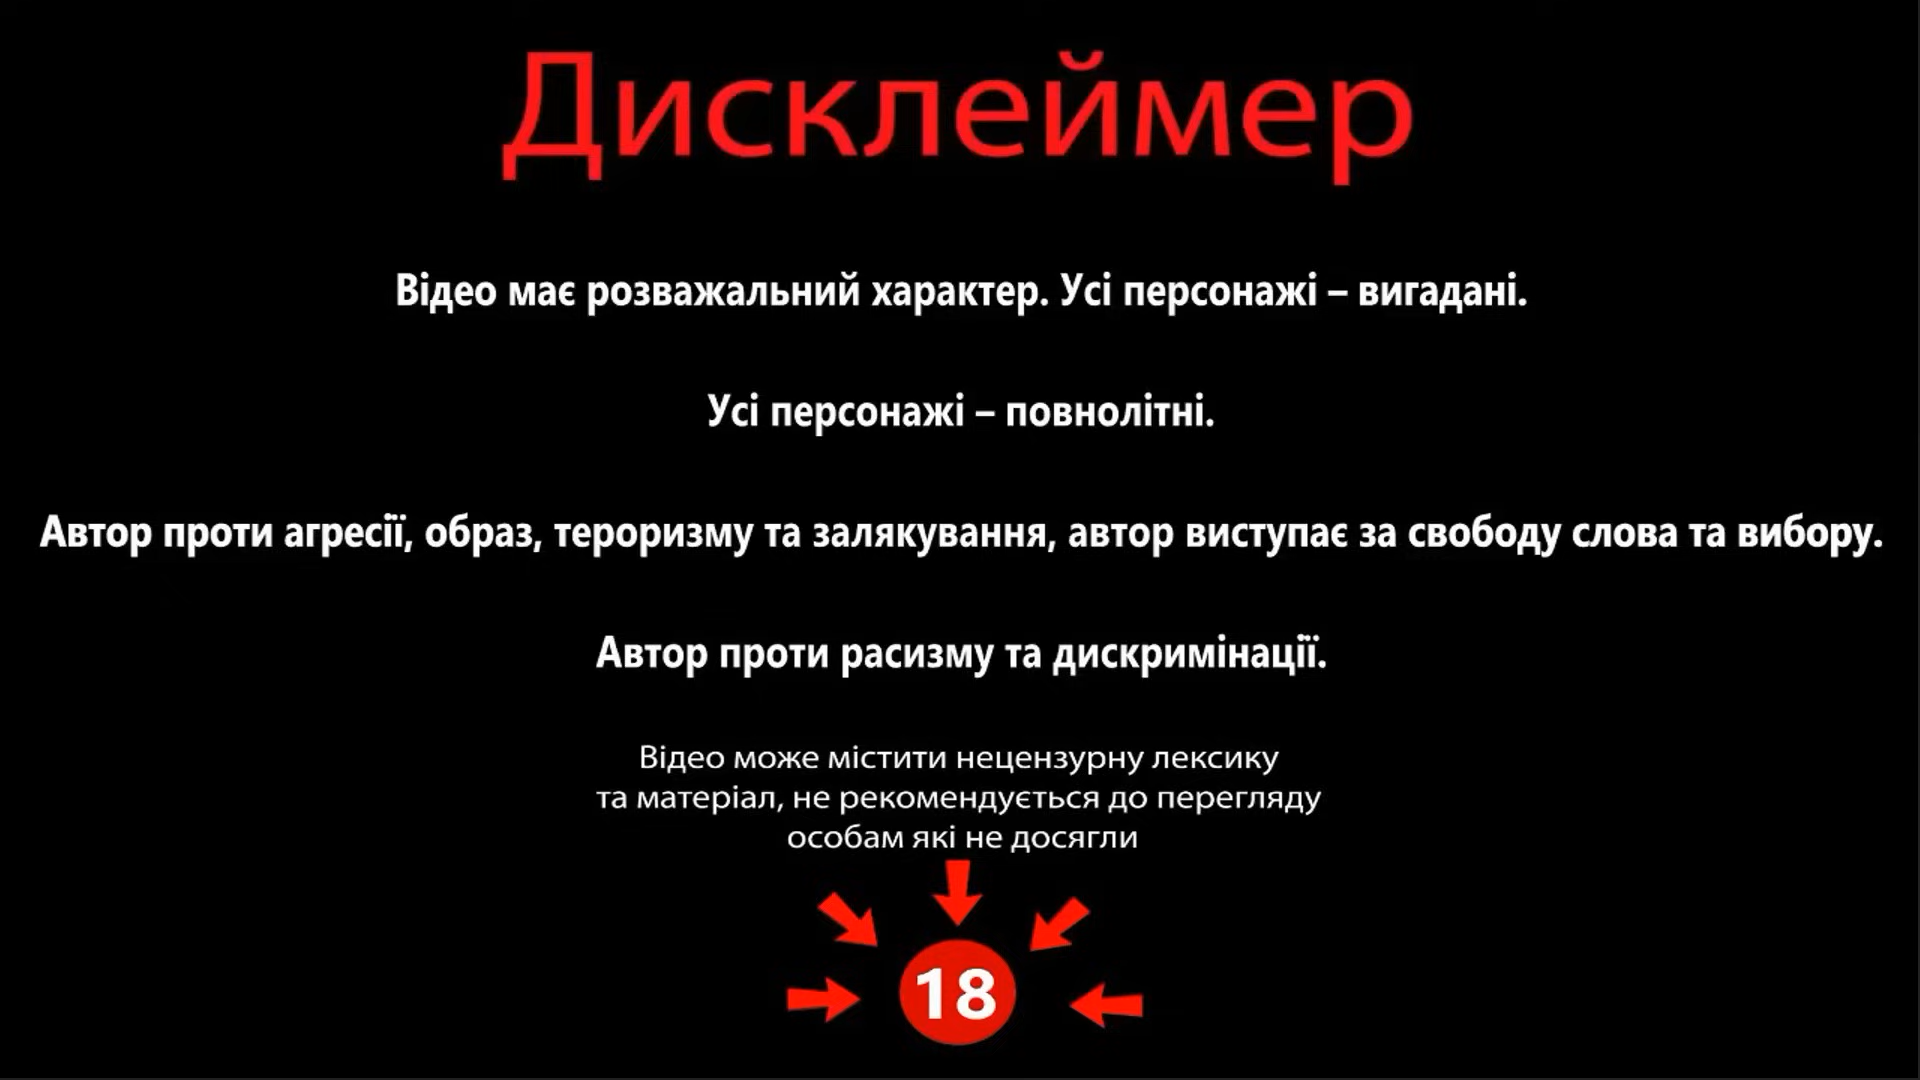 Дисклеймер
Відео має розважальний характер. Усі персонажі – вигадані.
Усі персонажі – повнолітні.
Автор проти агресії, образ, тероризму та залякування, автор виступає за свободу слова та вибору.
Автор проти расизму та дискримінації.
Відео може містити нецензурну лексику
та матеріал, не рекомендується до перегляду
особам які не досягли
18